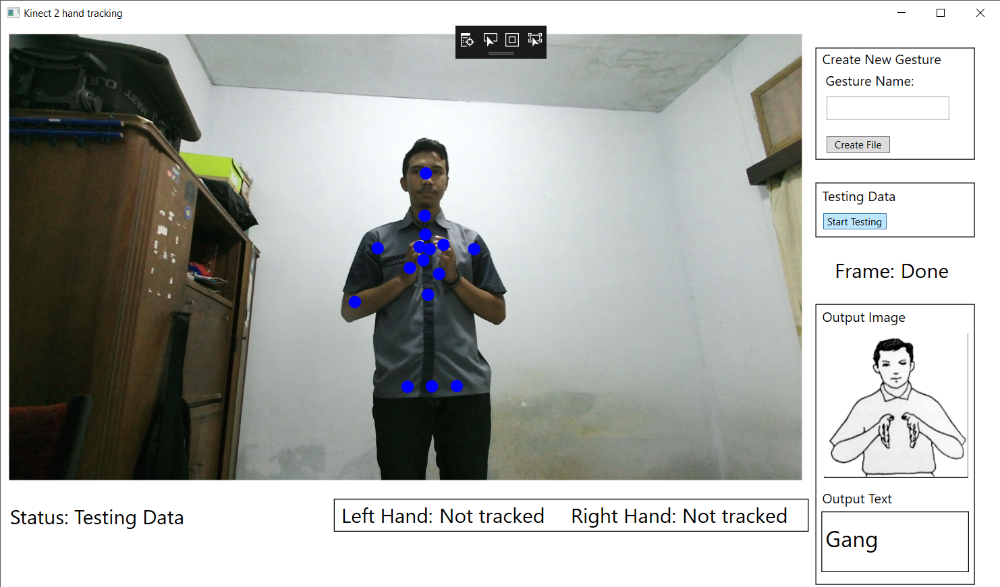 Kinect 2 hand tracking
Create New Gesture
Gesture Name:
Create File
Testing Data
Start Testing
Frame: Done
Output Image
Output Text
Gang
Status: Testing Data
Left Hand: Not tracked Right Hand: Not tracked